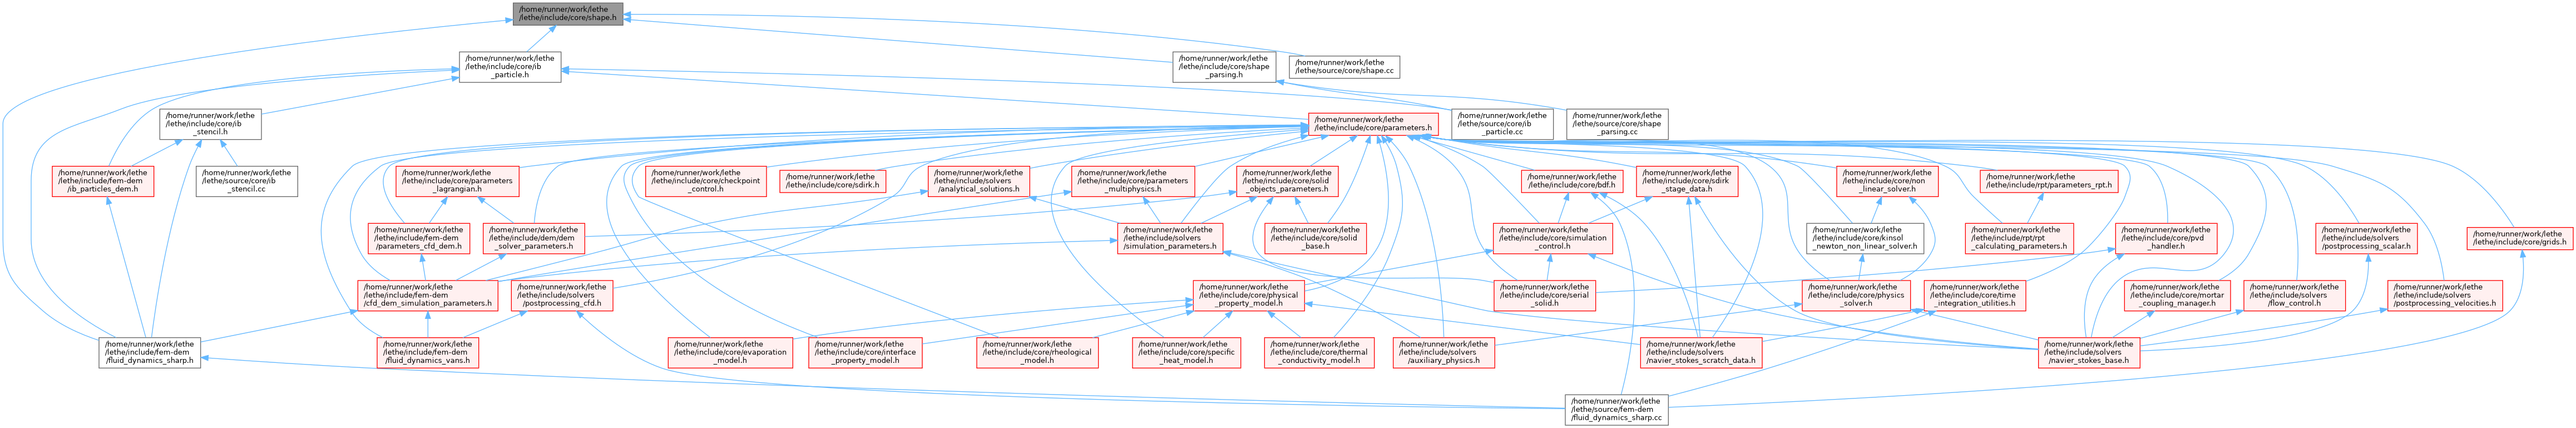 /home/runner/work/lethe
/lethe/include/core/shape.h
/home/runner/work/lethe
/lethe/include/core/ib
_particle.h
/home/runner/work/lethe
/lethe/include/core/shape
_parsing.h
/home/runner/work/lethe
/lethe/source/core/shape.cc
/home/runner/work/lethe
/lethe/include/core/ib
_stencil.h
/home/runner/work/lethe
/lethe/include/core/parameters.h
/home/runner/work/lethe
/lethe/source/core/ib
_particle.cc
/home/runner/work/lethe
/lethe/source/core/shape
_parsing.cc
/home/runner/work/lethe
/lethe/include/fem-dem
/ib_particles_dem.h
/home/runner/work/lethe
/lethe/source/core/ib
_stencil.cc
/home/runner/work/lethe
/lethe/include/core/parameters
_lagrangian.h
/home/runner/work/lethe
/lethe/include/core/checkpoint
_control.h
/home/runner/work/lethe
/lethe/include/core/sdirk.h
/home/runner/work/lethe
/lethe/include/solvers
/analytical_solutions.h
/home/runner/work/lethe
/lethe/include/core/parameters
_multiphysics.h
/home/runner/work/lethe
/lethe/include/core/solid
_objects_parameters.h
/home/runner/work/lethe
/lethe/include/core/bdf.h
/home/runner/work/lethe
/lethe/include/core/sdirk
_stage_data.h
/home/runner/work/lethe
/lethe/include/core/non
_linear_solver.h
/home/runner/work/lethe
/lethe/include/rpt/parameters_rpt.h
/home/runner/work/lethe
/lethe/include/fem-dem
/parameters_cfd_dem.h
/home/runner/work/lethe
/lethe/include/dem/dem
_solver_parameters.h
/home/runner/work/lethe
/lethe/include/solvers
/simulation_parameters.h
/home/runner/work/lethe
/lethe/include/core/solid
_base.h
/home/runner/work/lethe
/lethe/include/core/simulation
_control.h
/home/runner/work/lethe
/lethe/include/core/kinsol
_newton_non_linear_solver.h
/home/runner/work/lethe
/lethe/include/rpt/rpt
_calculating_parameters.h
/home/runner/work/lethe
/lethe/include/core/pvd
_handler.h
/home/runner/work/lethe
/lethe/include/solvers
/postprocessing_scalar.h
/home/runner/work/lethe
/lethe/include/core/grids.h
/home/runner/work/lethe
/lethe/include/fem-dem
/cfd_dem_simulation_parameters.h
/home/runner/work/lethe
/lethe/include/solvers
/postprocessing_cfd.h
/home/runner/work/lethe
/lethe/include/core/physical
_property_model.h
/home/runner/work/lethe
/lethe/include/core/serial
_solid.h
/home/runner/work/lethe
/lethe/include/core/physics
_solver.h
/home/runner/work/lethe
/lethe/include/core/time
_integration_utilities.h
/home/runner/work/lethe
/lethe/include/core/mortar
_coupling_manager.h
/home/runner/work/lethe
/lethe/include/solvers
/flow_control.h
/home/runner/work/lethe
/lethe/include/solvers
/postprocessing_velocities.h
/home/runner/work/lethe
/lethe/include/fem-dem
/fluid_dynamics_sharp.h
/home/runner/work/lethe
/lethe/include/fem-dem
/fluid_dynamics_vans.h
/home/runner/work/lethe
/lethe/include/core/evaporation
_model.h
/home/runner/work/lethe
/lethe/include/core/interface
_property_model.h
/home/runner/work/lethe
/lethe/include/core/rheological
_model.h
/home/runner/work/lethe
/lethe/include/core/specific
_heat_model.h
/home/runner/work/lethe
/lethe/include/core/thermal
_conductivity_model.h
/home/runner/work/lethe
/lethe/include/solvers
/auxiliary_physics.h
/home/runner/work/lethe
/lethe/include/solvers
/navier_stokes_scratch_data.h
/home/runner/work/lethe
/lethe/include/solvers
/navier_stokes_base.h
/home/runner/work/lethe
/lethe/source/fem-dem
/fluid_dynamics_sharp.cc